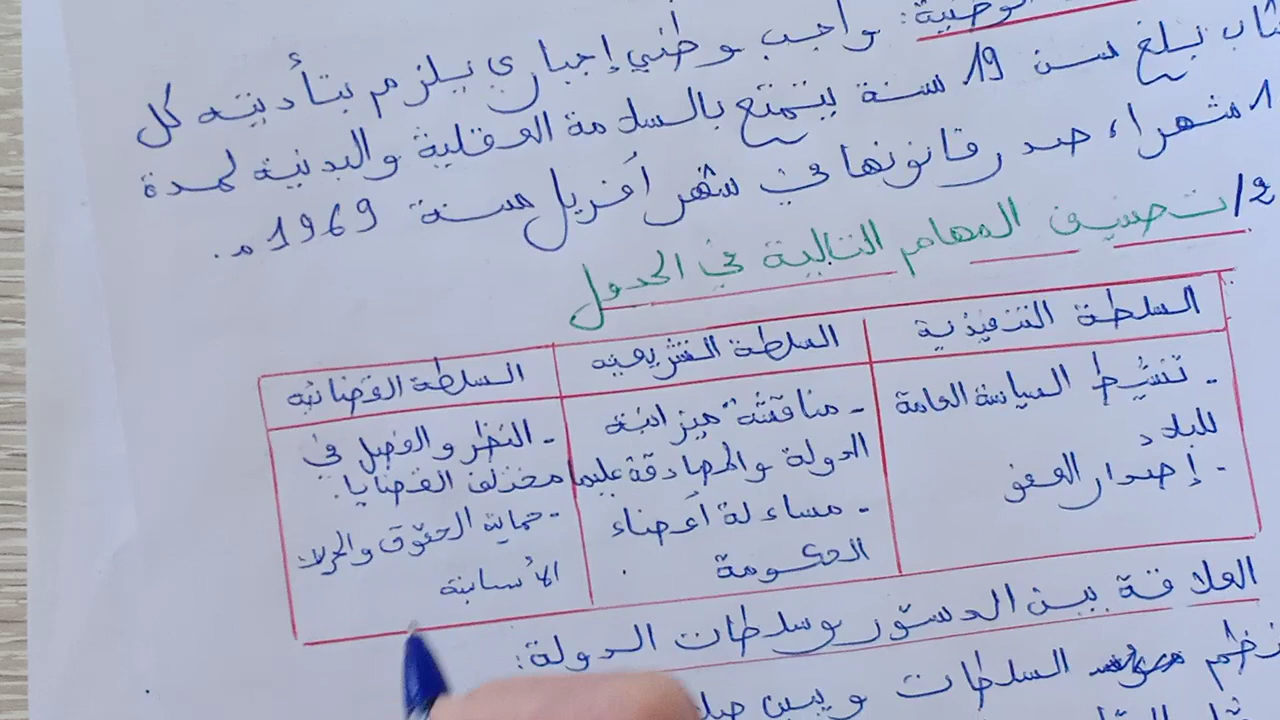 الوطنية: واجب وطني إجباري يلزم بتأديته كل
شاب بلغ سن 19 سنة يتمتع بالسلامة العقلية والبدنية لمدة
شهرا، صدر قانونها في شهر أفريل سنة 1969 م.
2/ تصنيف المهام التالية في الجدول
السلطة التنفيذية
السلطة التشريعية
السلطة القضائية
- تنشيط السياسة العامة
للبلاد
- إصدار العفو
- مناقشة ميزانية
الدولة والمصادقة عليها
- مساءلة أعضاء
الحكومة
- النظر والفصل في
مختلف القضايا.
- حماية الحقوق والحريات
الأساسية
العلاقة بين الدستور وسلطات الدولة:
السلطات ويبين